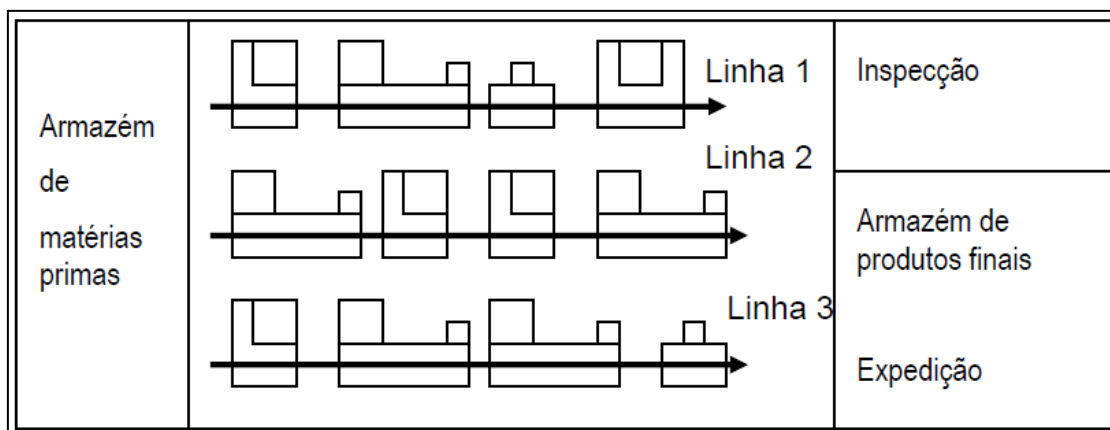 Armazém
de
matérias
primas
Linha 1
Linha 2
Linha 3
Inspecção
Armazém de
produtos finais
Expedição